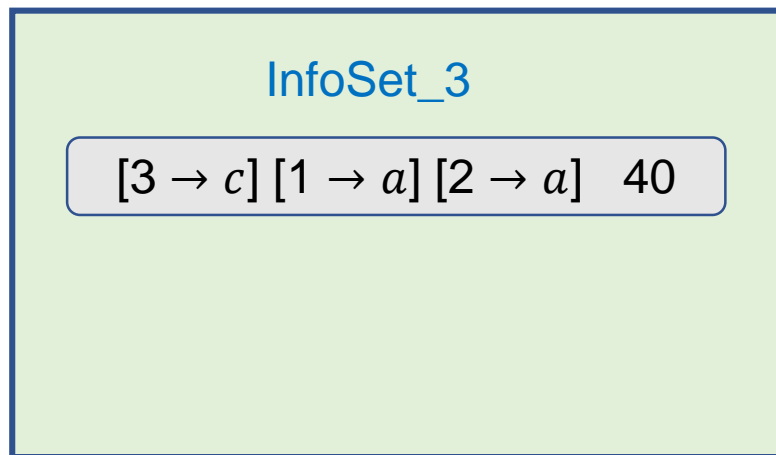 InfoSet_3
[3 → c] [1 → a] [2 → a] 40